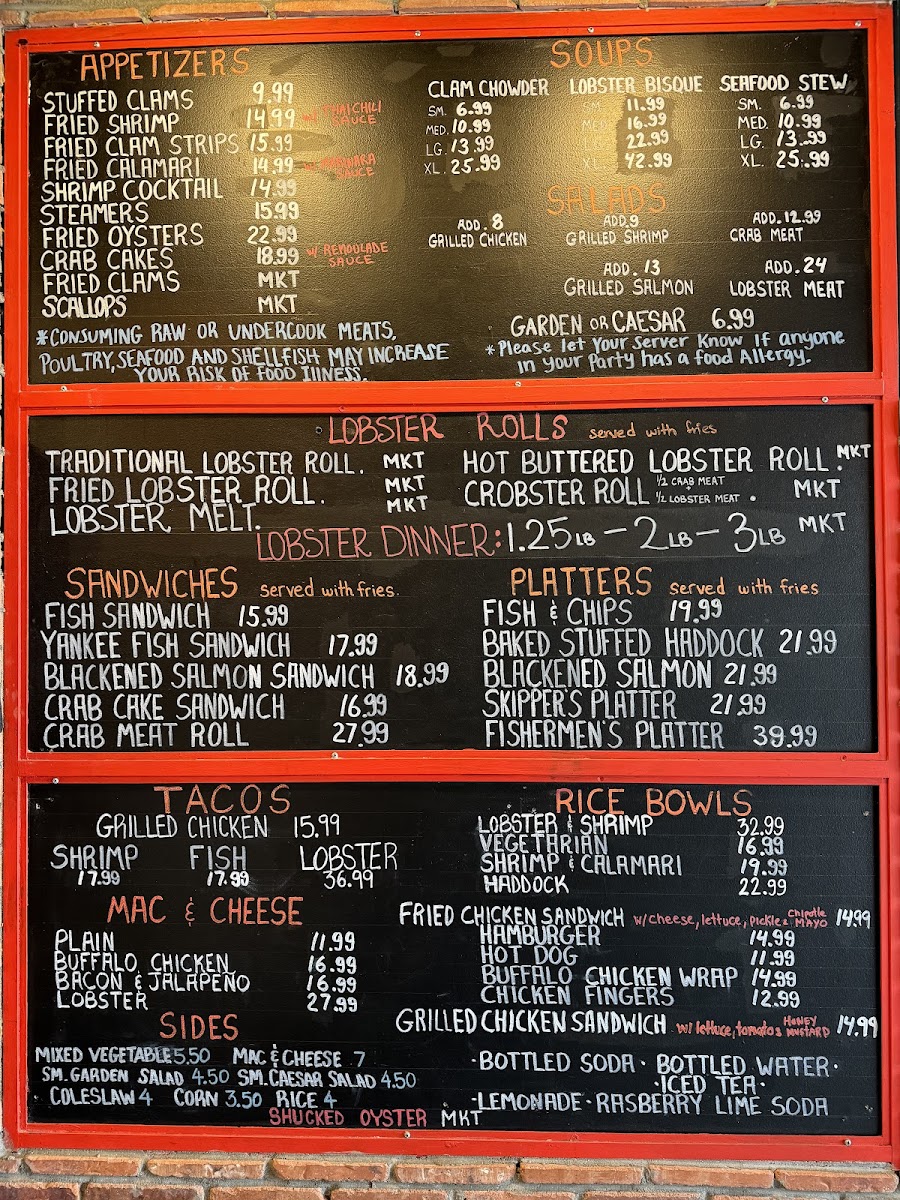 APPETIZERS
STUFFED CLAMS 9.99
FRIED SHRIMP 14.99 w/ THAI CHILI SAUCE
FRIED CLAM STRIPS 15.99
FRIED CALAMARI 14.99 w/ MARINARA SAUCE
SHRIMP COCKTAIL 14.99
STEAMERS 15.99
FRIED OYSTERS 22.99
CRAB CAKES 18.99 w/ REMOULADE SAUCE
FRIED CLAMS MKT
SCALLOPS MKT
*CONSUMING RAW OR UNDERCOOK MEATS,
POULTRY, SEAFOOD AND SHELLFISH MAY INCREASE
YOUR RISK OF FOOD IllNESS.
SOUPS
CLAM CHOWDER LOBSTER BISQUE SEAFOOD STEW
SM. 6.99 SM. 11.99 SM. 6.99
MED. 10.99 MED. 16.99 MED. 10.99
LG. 13.99 LG. 22.99 LG. 13.99
XL. 25.99 XL. 42.99 XL. 25.99
SALADS
ADD. 8 ADD. 9 ADD. 12.99
GRILLED CHICKEN GRILLED SHRIMP CRAB MEAT
ADD. 13 ADD. 24
GRILLED SALMON LOBSTER MEAT
GARDEN OR CAESAR 6.99
*Please let Your Server Know If anyone
in your Party has a food Allergy.
LOBSTER ROLLS served with fries
TRADITIONAL LOBSTER ROLL. MKT HOT BUTTERED LOBSTER ROLL. MKT
FRIED LOBSTER ROLL. MKT CROBSTER ROLL 1/2 CRAB MEAT + 1/2 LOBSTER MEAT . MKT
LOBSTER MELT. MKT
LOBSTER DINNER: 1.25 LB - 2 LB - 3 LB MKT
SANDWICHES served with fries.
FISH SANDWICH 15.99
YANKEE FISH SANDWICH 17.99
BLACKENED SALMON SANDWICH 18.99
CRAB CAKE SANDWICH 16.99
CRAB MEAT ROLL 27.99
PLATTERS served with fries
FISH & CHIPS 19.99
BAKED STUFFED HADDOCK 21.99
BLACKENED SALMON 21.99
SKIPPER'S PLATTER 21.99
FISHERMEN'S PLATTER 39.99
TACOS
GRILLED CHICKEN 15.99
SHRIMP FISH LOBSTER
17.99 17.99 36.99
MAC & CHEESE
PLAIN 11.99
BUFFALO CHICKEN 16.99
BACON & JALAPEÑO 16.99
LOBSTER 27.99
SIDES
MIXED VEGETABLE 5.50 MAC & CHEESE 7
SM. GARDEN SALAD 4.50 SM. CAESAR SALAD 4.50
COLESLAW 4 CORN 3.50 RICE 4
SHUCKED OYSTER MKT
RICE BOWLS
LOBSTER & SHRIMP 32.99
VEGETARIAN 16.99
SHRIMP & CALAMARI 19.99
HADDOCK 22.99
FRIED CHICKEN SANDWICH w/cheese, lettuce, pickle & Chipotle MAYO 14.99
HAMBURGER 14.99
HOT DOG 11.99
BUFFALO CHICKEN WRAP 14.99
CHICKEN FINGERS 12.99
GRILLED CHICKEN SANDWICH w/ lettuce, tomato & HONEY MUSTARD 14.99
·BOTTLED SODA· BOTTLED WATER·
·ICED TEA·
·LEMONADE·RASBERRY LIME SODA